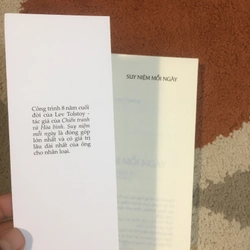 Công trình 8 năm cuối
đời của Lev Tolstoy -
tác giả của Chiến tranh
và Hòa bình, Suy niệm
mỗi ngày là đóng góp
lớn nhất và có giá trị
lâu dài nhất của ông
cho nhân loại.
SUY NIỆM MỖI NGÀY